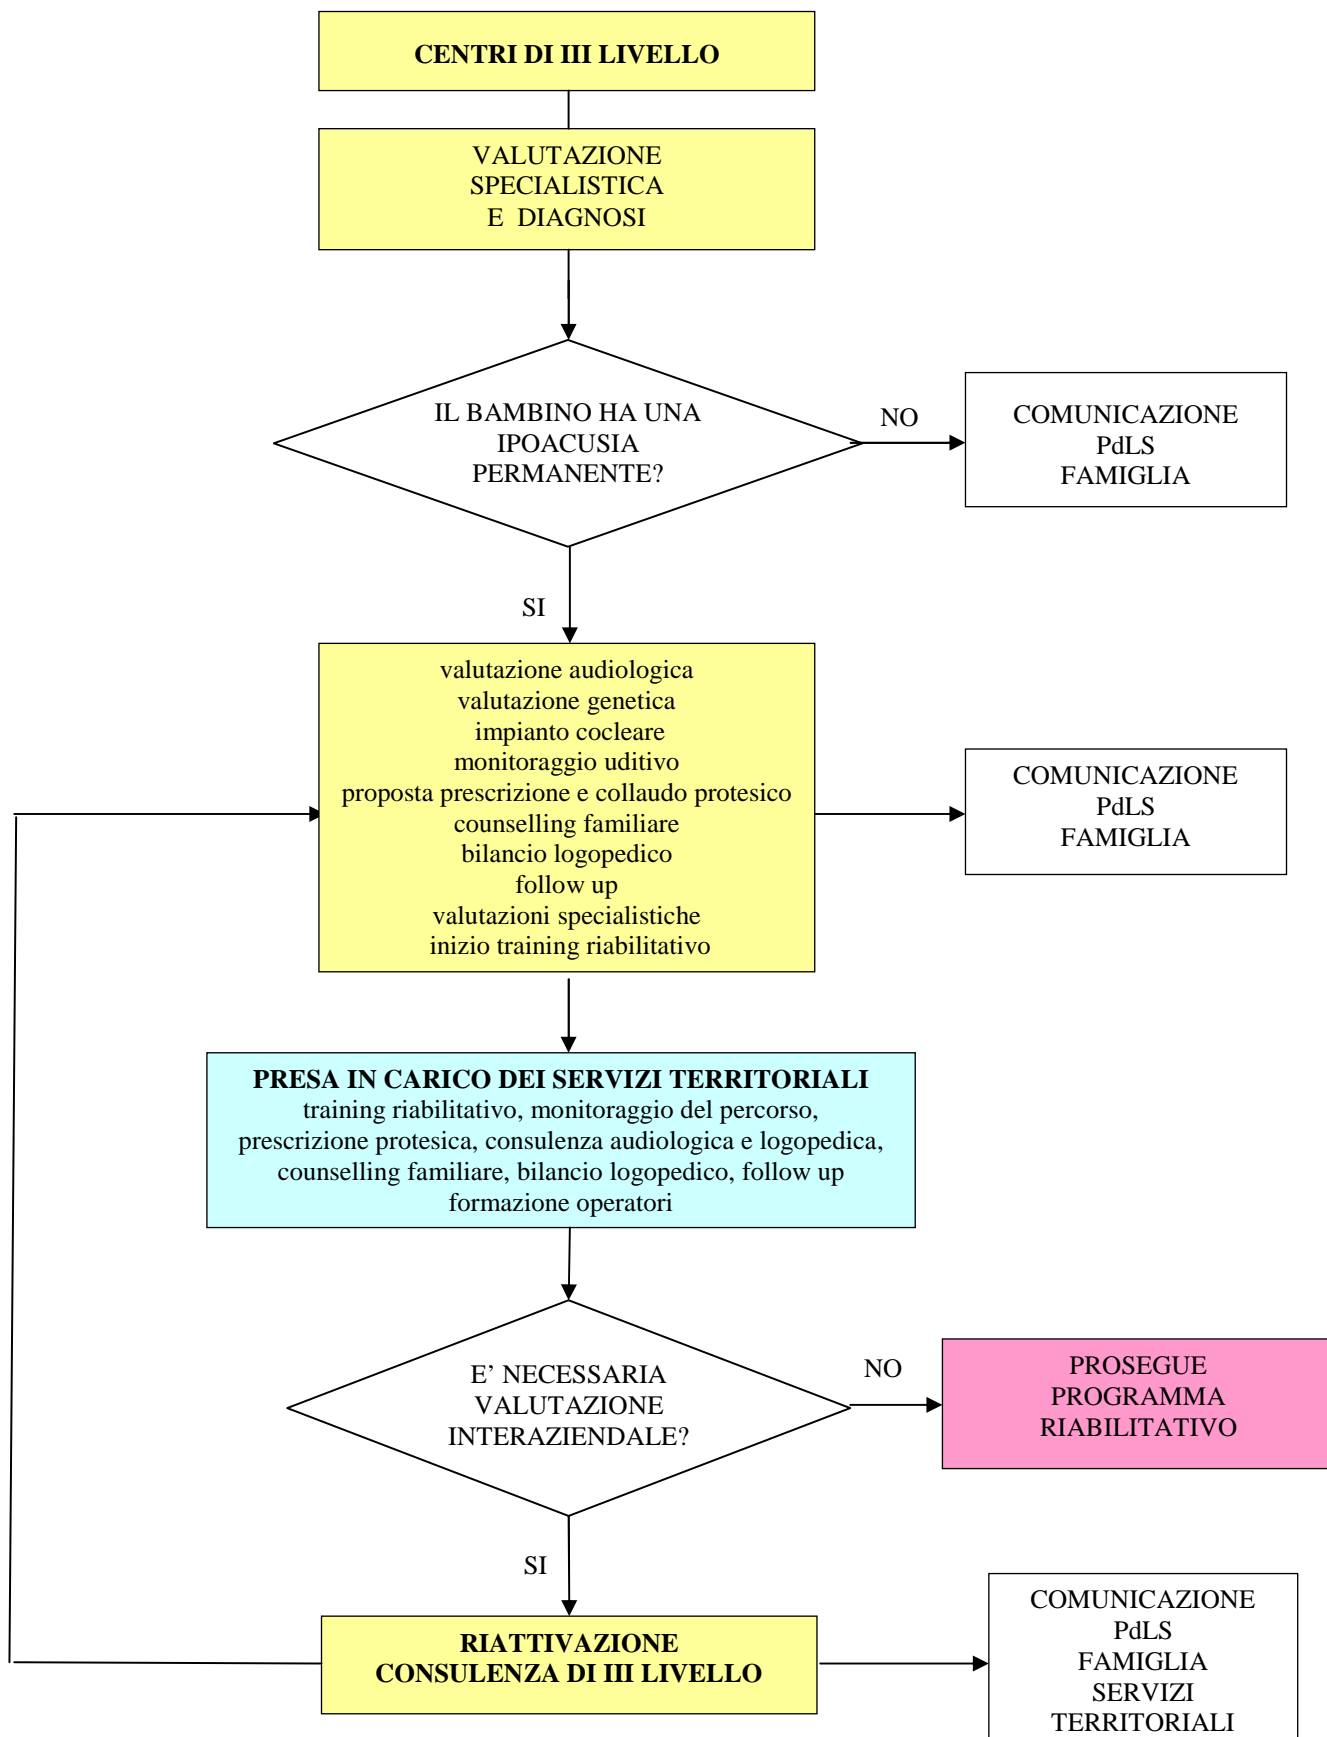 CENTRI DI III LIVELLO
VALUTAZIONE
SPECIALISTICA
E DIAGNOSI
IL BAMBINO HA UNA
IPOACUSIA
PERMANENTE?
NO
COMUNICAZIONE
PdLS
FAMIGLIA
SI
valutazione audiologica
valutazione genetica
impianto cocleare
monitoraggio uditivo
proposta prescrizione e collaudo protesico
counselling familiare
bilancio logopedico
follow up
valutazioni specialistiche
inizio training riabilitativo
COMUNICAZIONE
PdLS
FAMIGLIA
PRESA IN CARICO DEI SERVIZI TERRITORIALI
training riabilitativo, monitoraggio del percorso,
prescrizione protesica, consulenza audiologica e logopedica,
counselling familiare, bilancio logopedico, follow up
formazione operatori
E’ NECESSARIA
VALUTAZIONE
INTERAZIENDALE?
NO
PROSEGUE
PROGRAMMA
RIABILITATIVO
SI
RIATTIVAZIONE
CONSULENZA DI III LIVELLO
COMUNICAZIONE
PdLS
FAMIGLIA
SERVIZI
TERRITORIALI